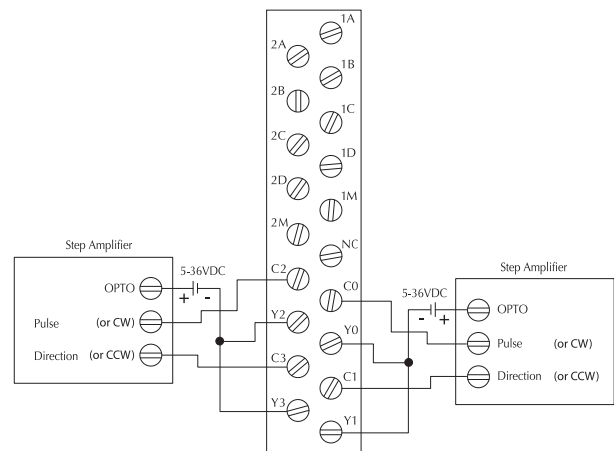 1A
2A
1B
2B
1C
2C
1D
2D
1M
2M
NC
Step Amplifier
OPTO
5-36VDC
+ -
Pulse (or CW)
Direction (or CCW)
C2
Y2
C3
Y3
C0
Y0
C1
Y1
Step Amplifier
5-36VDC
- +
OPTO
Pulse (or CW)
Direction (or CCW)